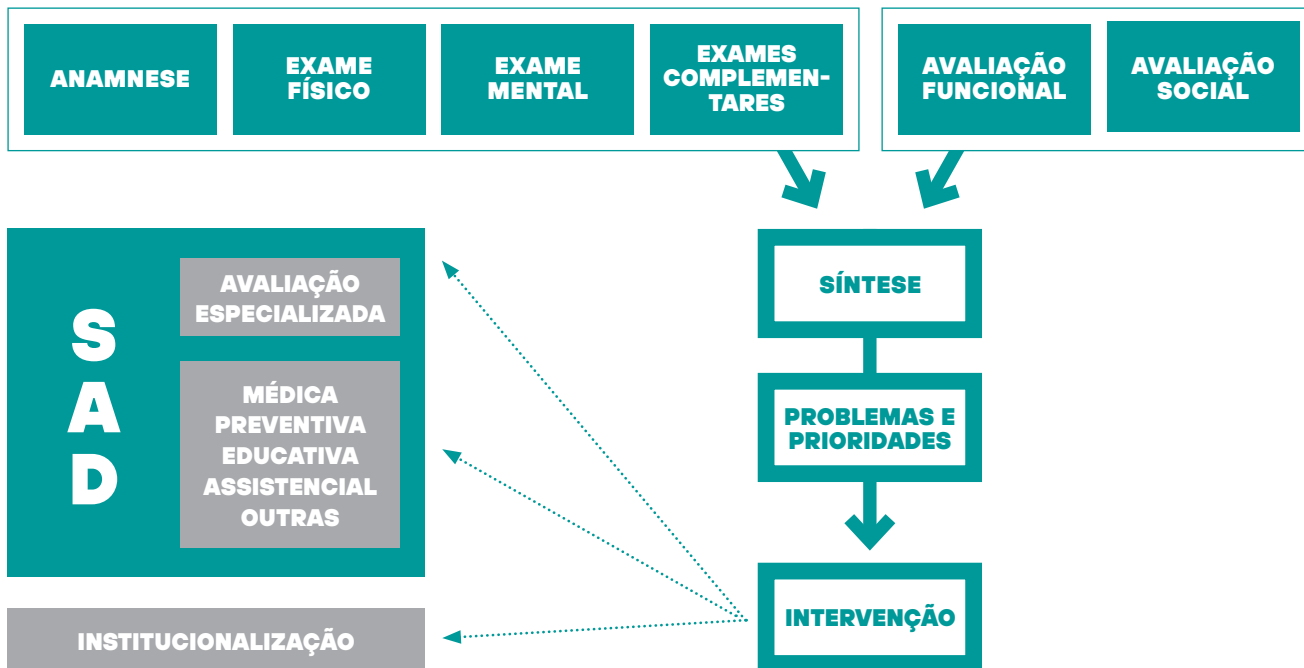 ANAMNESE
EXAME
FÍSICO
EXAME
MENTAL
EXAMES
COMPLEMEN-
TARES
AVALIAÇÃO
FUNCIONAL
AVALIAÇÃO
SOCIAL
S
A
D
AVALIAÇÃO
ESPECIALIZADA
MÉDICA
PREVENTIVA
EDUCATIVA
ASSISTENCIAL
OUTRAS
INSTITUCIONALIZAÇÃO
SÍNTESE
PROBLEMAS E
PRIORIDADES
INTERVENÇÃO